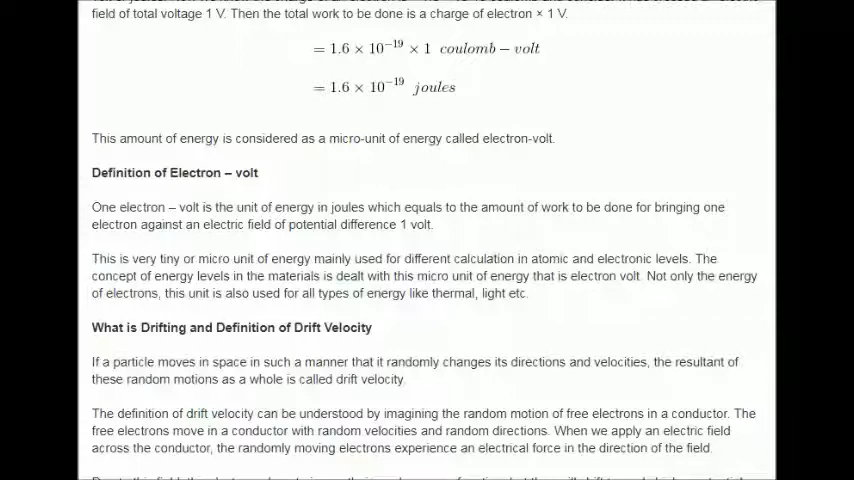 field of total voltage 1 V. Then the total work to be done is a charge of electron × 1 V.
= 1.6 × 10⁻¹⁹ × 1 coulomb − volt
= 1.6 × 10⁻¹⁹ joules
This amount of energy is considered as a micro-unit of energy called electron-volt.
Definition of Electron – volt
One electron – volt is the unit of energy in joules which equals to the amount of work to be done for bringing one
electron against an electric field of potential difference 1 volt.
This is very tiny or micro unit of energy mainly used for different calculation in atomic and electronic levels. The
concept of energy levels in the materials is dealt with this micro unit of energy that is electron volt. Not only the energy
of electrons, this unit is also used for all types of energy like thermal, light etc.
What is Drifting and Definition of Drift Velocity
If a particle moves in space in such a manner that it randomly changes its directions and velocities, the resultant of
these random motions as a whole is called drift velocity.
The definition of drift velocity can be understood by imagining the random motion of free electrons in a conductor. The
free electrons move in a conductor with random velocities and random directions. When we apply an electric field
across the conductor, the randomly moving electrons experience an electrical force in the direction of the field.